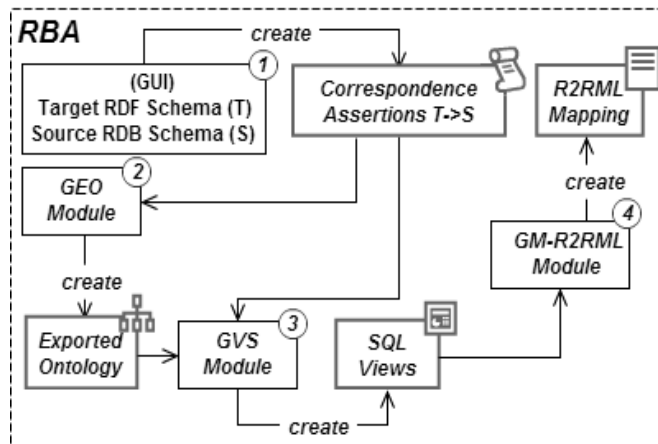 RBA
create
1
(GUI)
Target RDF Schema (T)
Source RDB Schema (S)
Correspondence
Assertions T->S
R2RML
Mapping
2
GEO
Module
create
4
GM-R2RML
Module
create
Exported
Ontology
3
GVS
Module
SQL
Views
create